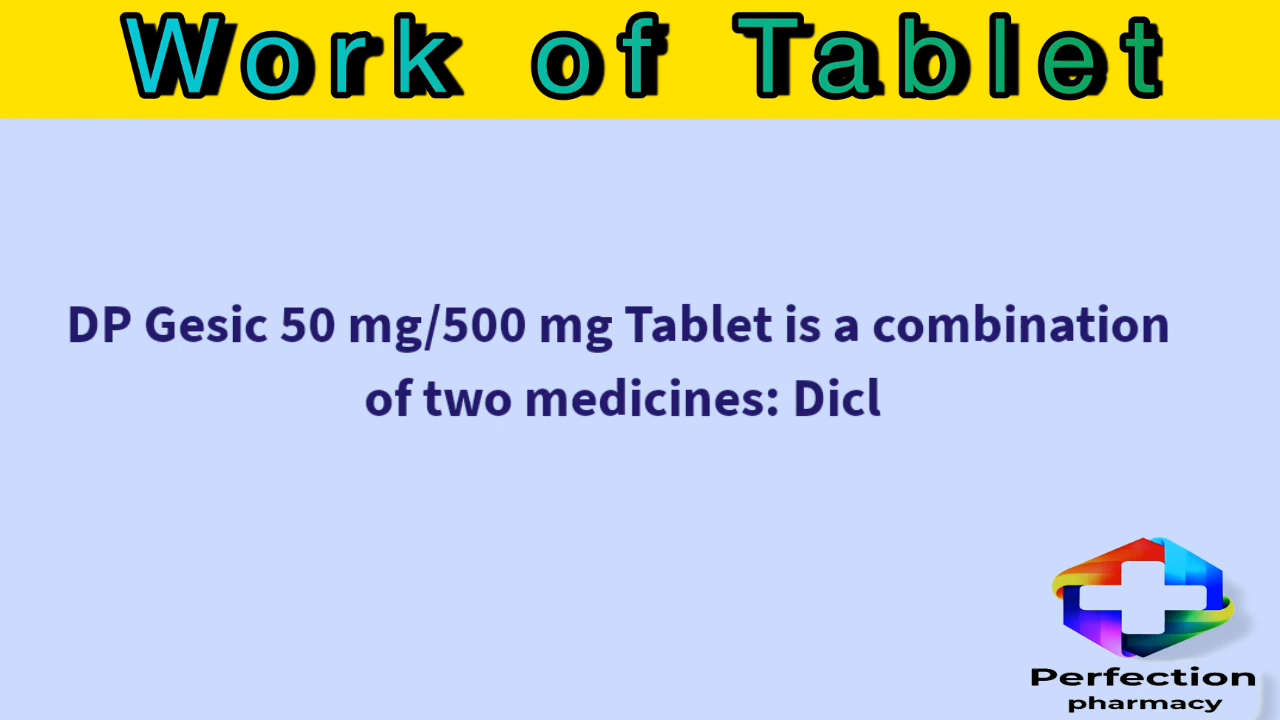 Work of Tablet
DP Gesic 50 mg/500 mg Tablet is a combination
of two medicines: Dicl
Perfection
pharmacy